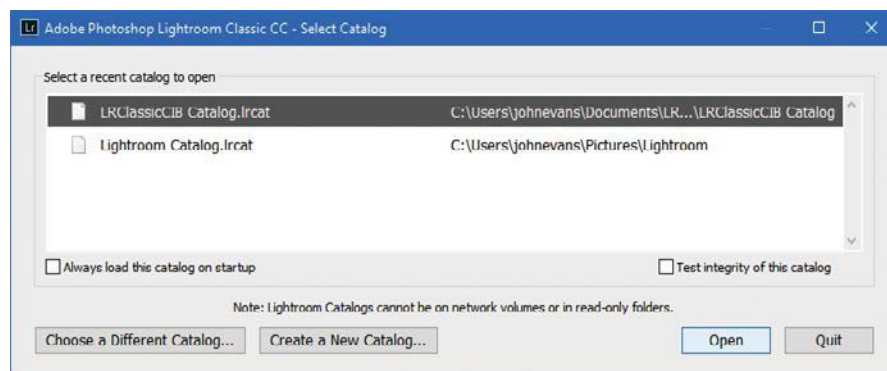 Lr Adobe Photoshop Lightroom Classic CC - Select Catalog
Select a recent catalog to open
LRClassicCIB Catalog.lrcat C:\Users\johnevans\Documents\LR...\LRClassicCIB Catalog
Lightroom Catalog.lrcat C:\Users\johnevans\Pictures\Lightroom
Always load this catalog on startup Test integrity of this catalog
Note: Lightroom Catalogs cannot be on network volumes or in read-only folders.
Choose a Different Catalog... Create a New Catalog... Open Quit